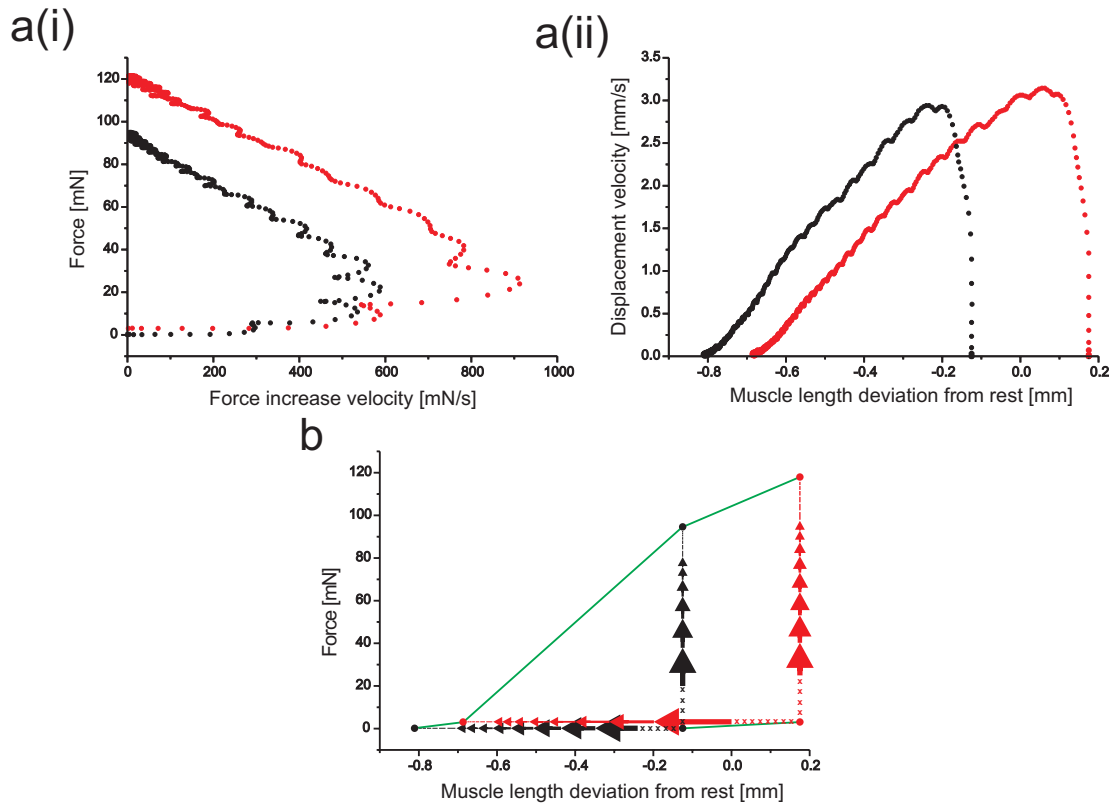 a(i)
120
100
80
60
40
20
0
Force [mN]
0 200 400 600 800 1000
Force increase velocity [mN/s]
a(ii)
3.5
3.0
2.5
2.0
1.5
1.0
0.5
0.0
Displacement velocity [mm/s]
-0.8 -0.6 -0.4 -0.2 0.0 0.2
Muscle length deviation from rest [mm]
b
120
100
80
60
40
20
0
Force [mN]
-0.8 -0.6 -0.4 -0.2 0.0 0.2
Muscle length deviation from rest [mm]